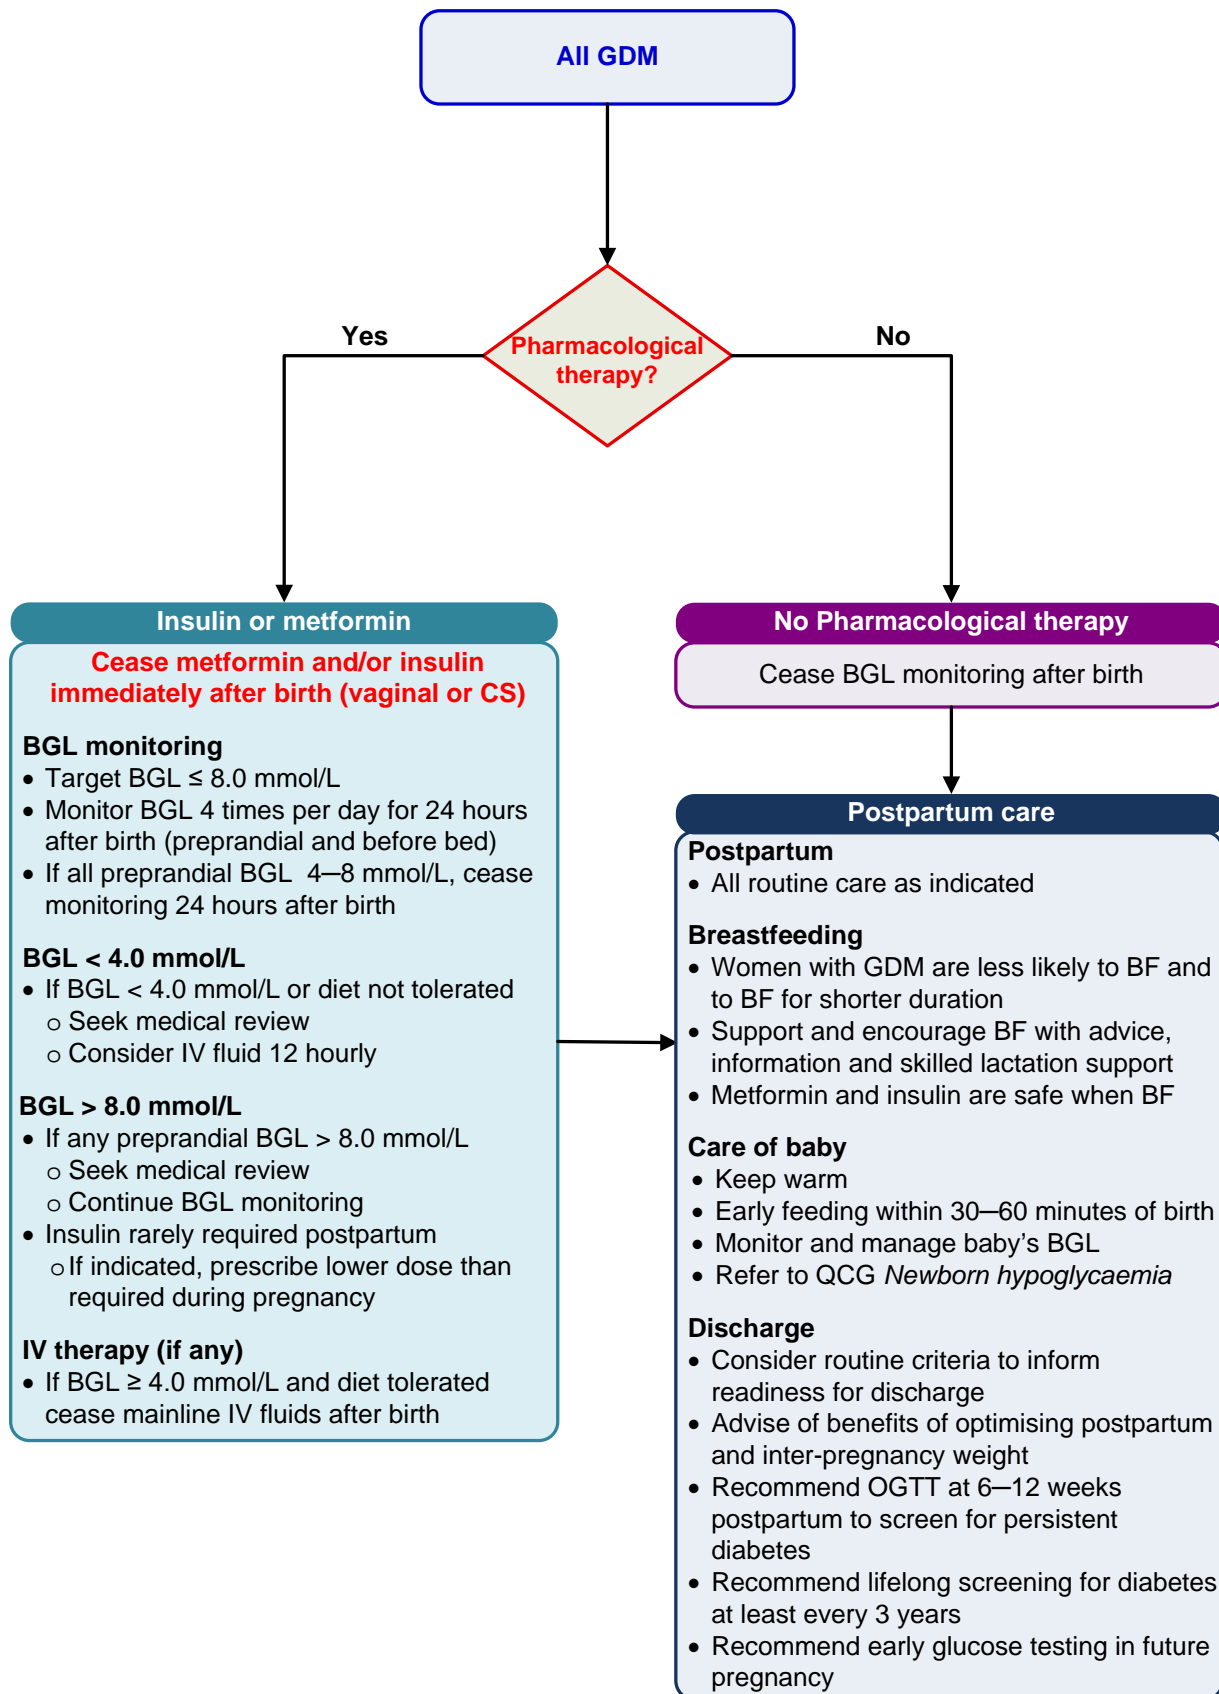 All GDM
Pharmacological
therapy?
Yes
No
Insulin or metformin
Cease metformin and/or insulin
immediately after birth (vaginal or CS)
BGL monitoring
• Target BGL ≤ 8.0 mmol/L
• Monitor BGL 4 times per day for 24 hours
after birth (preprandial and before bed)
• If all preprandial BGL 4–8 mmol/L, cease
monitoring 24 hours after birth
BGL < 4.0 mmol/L
• If BGL < 4.0 mmol/L or diet not tolerated
o Seek medical review
o Consider IV fluid 12 hourly
BGL > 8.0 mmol/L
• If any preprandial BGL > 8.0 mmol/L
o Seek medical review
o Continue BGL monitoring
• Insulin rarely required postpartum
o If indicated, prescribe lower dose than
required during pregnancy
IV therapy (if any)
• If BGL ≥ 4.0 mmol/L and diet tolerated
cease mainline IV fluids after birth
No Pharmacological therapy
Cease BGL monitoring after birth
Postpartum care
Postpartum
• All routine care as indicated
Breastfeeding
• Women with GDM are less likely to BF and
to BF for shorter duration
• Support and encourage BF with advice,
information and skilled lactation support
• Metformin and insulin are safe when BF
Care of baby
• Keep warm
• Early feeding within 30–60 minutes of birth
• Monitor and manage baby's BGL
• Refer to QCG Newborn hypoglycaemia
Discharge
• Consider routine criteria to inform
readiness for discharge
• Advise of benefits of optimising postpartum
and inter-pregnancy weight
• Recommend OGTT at 6–12 weeks
postpartum to screen for persistent
diabetes
• Recommend lifelong screening for diabetes
at least every 3 years
• Recommend early glucose testing in future
pregnancy